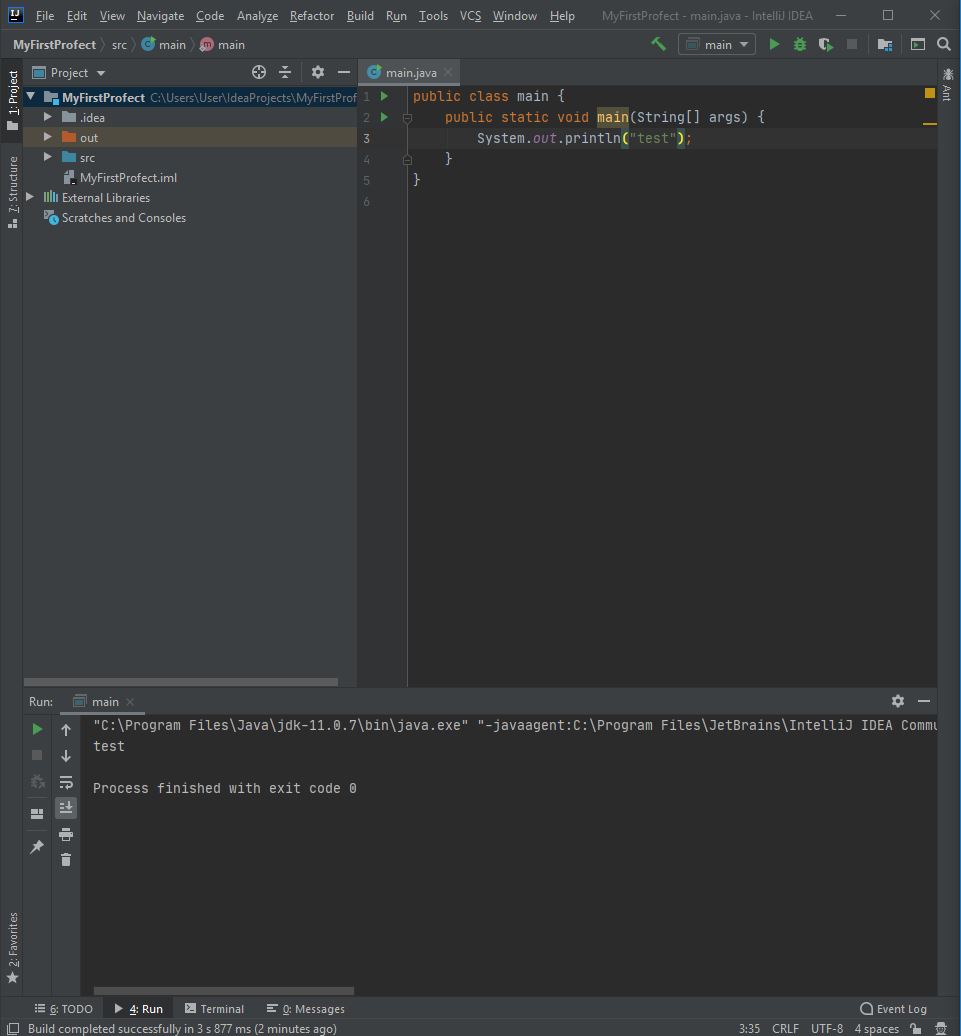 IJ File Edit View Navigate Code Analyze Refactor Build Run Tools VCS Window Help MyFirstProfect - main.java - IntelliJ IDEA
MyFirstProfect src main main main
1: Project
Project
main.java
Ant
MyFirstProfect C:\Users\User\IdeaProjects\MyFirstProf
.idea
out
src
MyFirstProfect.iml
External Libraries
Scratches and Consoles
7: Structure
1 public class main {
2 public static void main(String[] args) {
3 System.out.println("test");
4 }
5 }
6
Run: main
"C:\Program Files\Java\jdk-11.0.7\bin\java.exe" "-javaagent:C:\Program Files\JetBrains\IntelliJ IDEA Commu
test
Process finished with exit code 0
2: Favorites
6: TODO 4: Run Terminal 0: Messages Event Log
Build completed successfully in 3 s 877 ms (2 minutes ago) 3:35 CRLF UTF-8 4 spaces